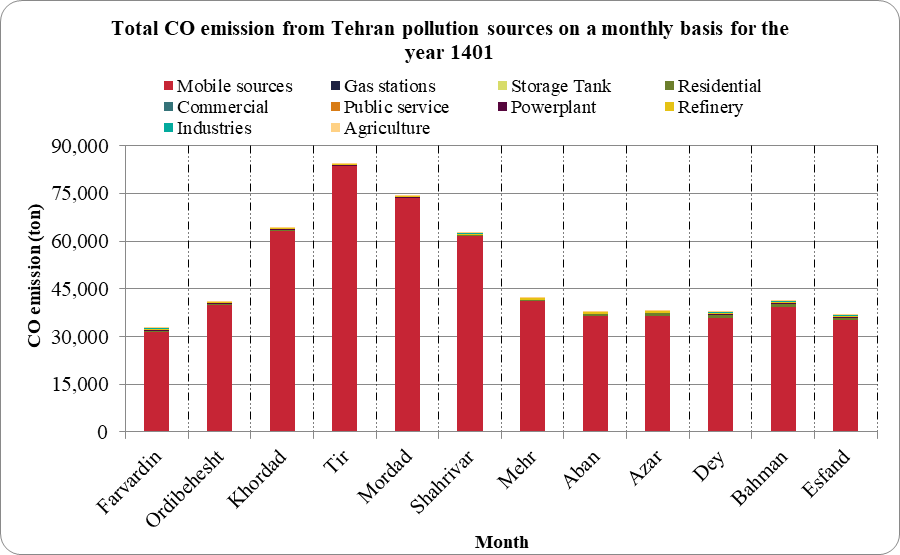 Total CO emission from Tehran pollution sources on a monthly basis for the
year 1401
Mobile sources Gas stations Storage Tank Residential
Commercial Public service Powerplant Refinery
Industries Agriculture
90,000
75,000
60,000
45,000
30,000
15,000
0
CO emission (ton)
Farvardin Ordibehesht Khordad Tir Mordad Shahrivar Mehr Aban Azar Dey Bahman Esfand
Month